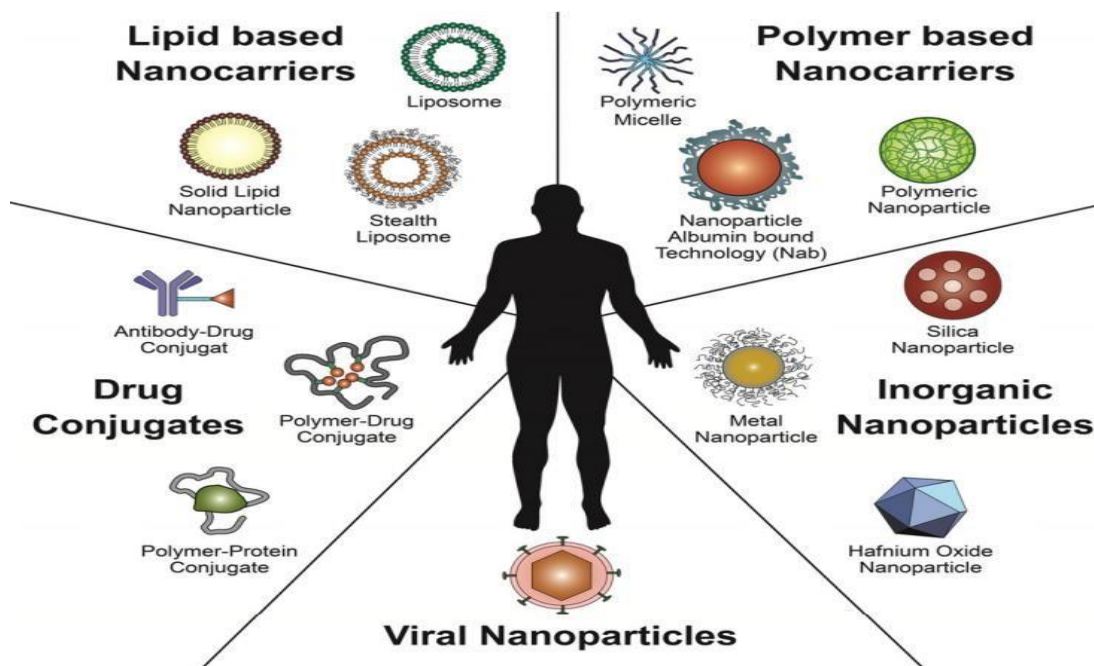 Lipid based
Nanocarriers
Liposome
Solid Lipid
Nanoparticle
Stealth
Liposome
Polymer based
Nanocarriers
Polymeric
Micelle
Nanoparticle
Albumin bound
Technology (Nab)
Polymeric
Nanoparticle
Antibody-Drug
Conjugat
Drug
Conjugates
Polymer-Drug
Conjugate
Polymer-Protein
Conjugate
Silica
Nanoparticle
Metal
Nanoparticle
Inorganic
Nanoparticles
Hafnium Oxide
Nanoparticle
Viral Nanoparticles